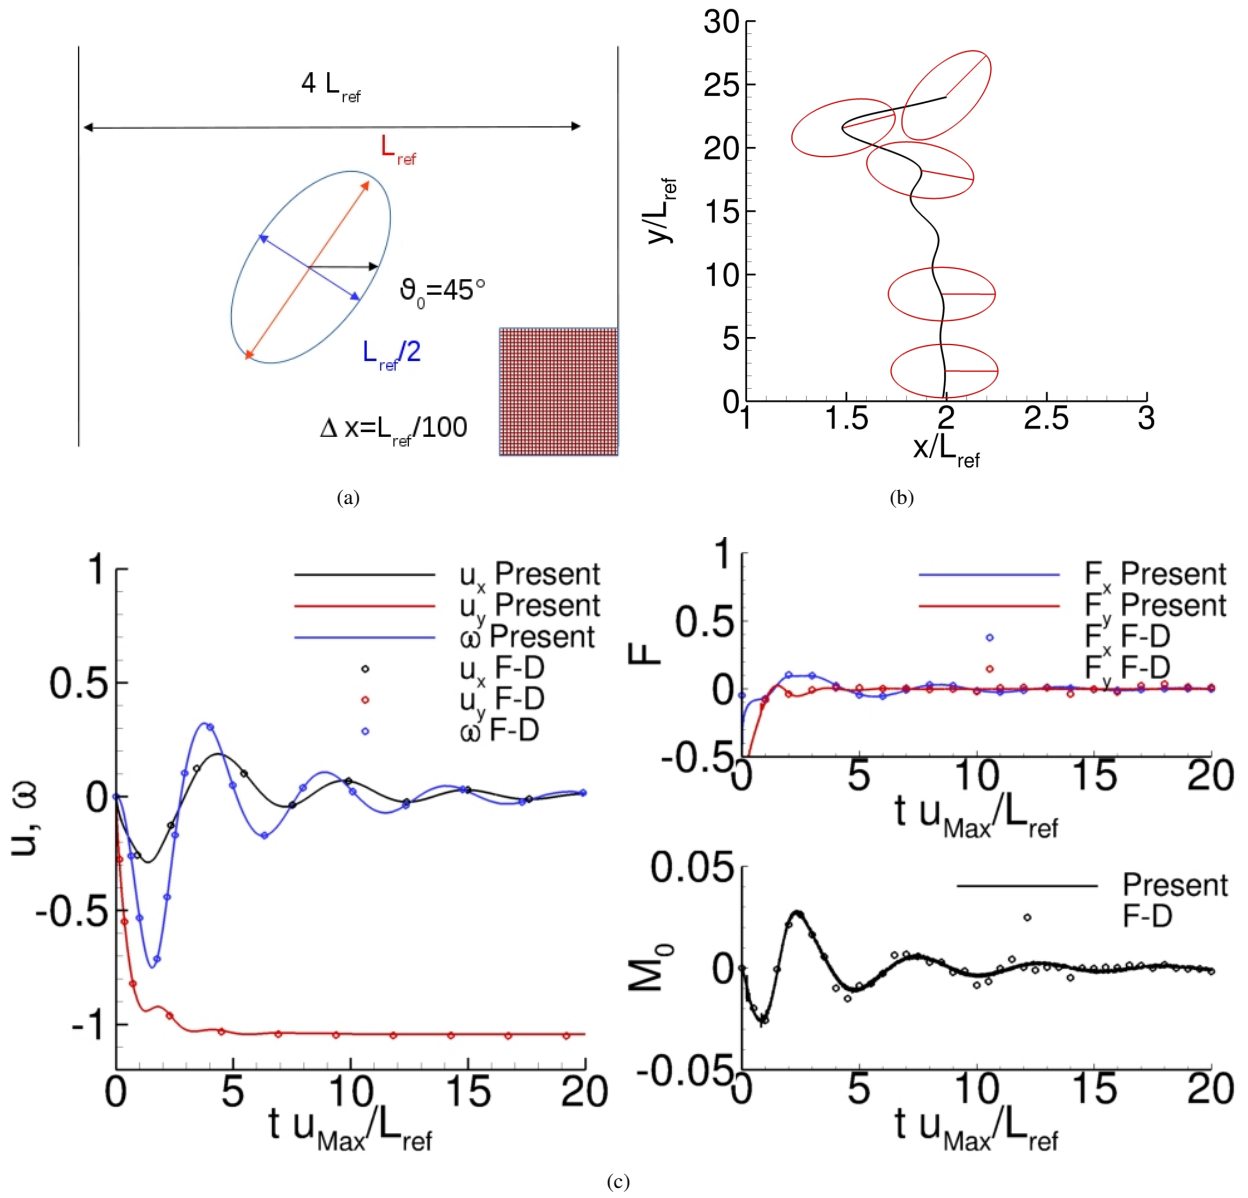 4 L_ref
L_ref
ϑ_0=45°
L_ref/2
Δ x=L_ref/100
(a)
30
25
20
15
10
5
0
y/L_ref
1 1.5 2 2.5 3
x/L_ref
(b)
1
0.5
0
-0.5
-1
u, ω
u_x Present
u_y Present
ω Present
u_x F-D
u_y F-D
ω F-D
0 5 10 15 20
t u_Max/L_ref
1
0.5
0
-0.5
F
F_x Present
F_y Present
F_x F-D
F_y F-D
0 5 10 15 20
t u_Max/L_ref
0.05
0
-0.05
M_0
Present
F-D
0 5 10 15 20
t u_Max/L_ref
(c)